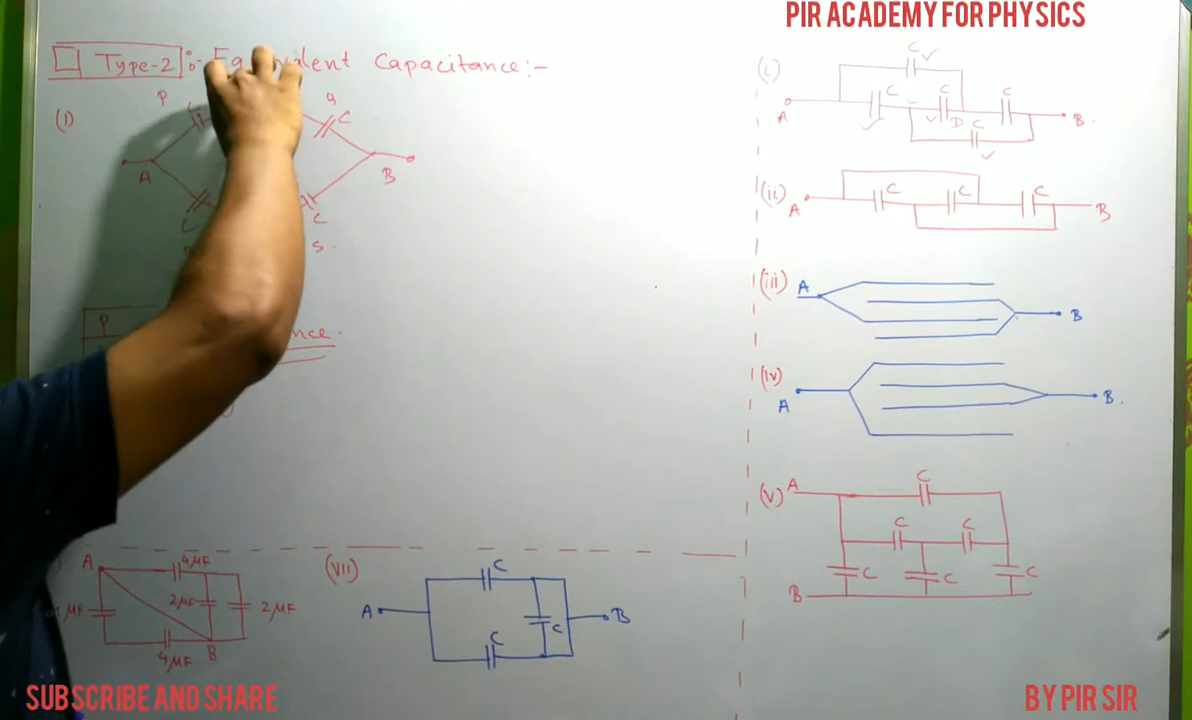 PIR ACADEMY FOR PHYSICS
Type-2 :- Equivalent Capacitance:-
(1)
P
Q
C
C
A
B
C
C
S
P.
(i)
C
C
C
C
A
D
C
B.
(ii)
A
C
C
C
B
(iii)
A
B
(iv)
A
B.
(v)
A
C
C
C
C
C
C
B
A
4μF
2μF
2μF
μF
4μF
B
(vii)
C
A
B
C
C
SUBSCRIBE AND SHARE
BY PIR SIR